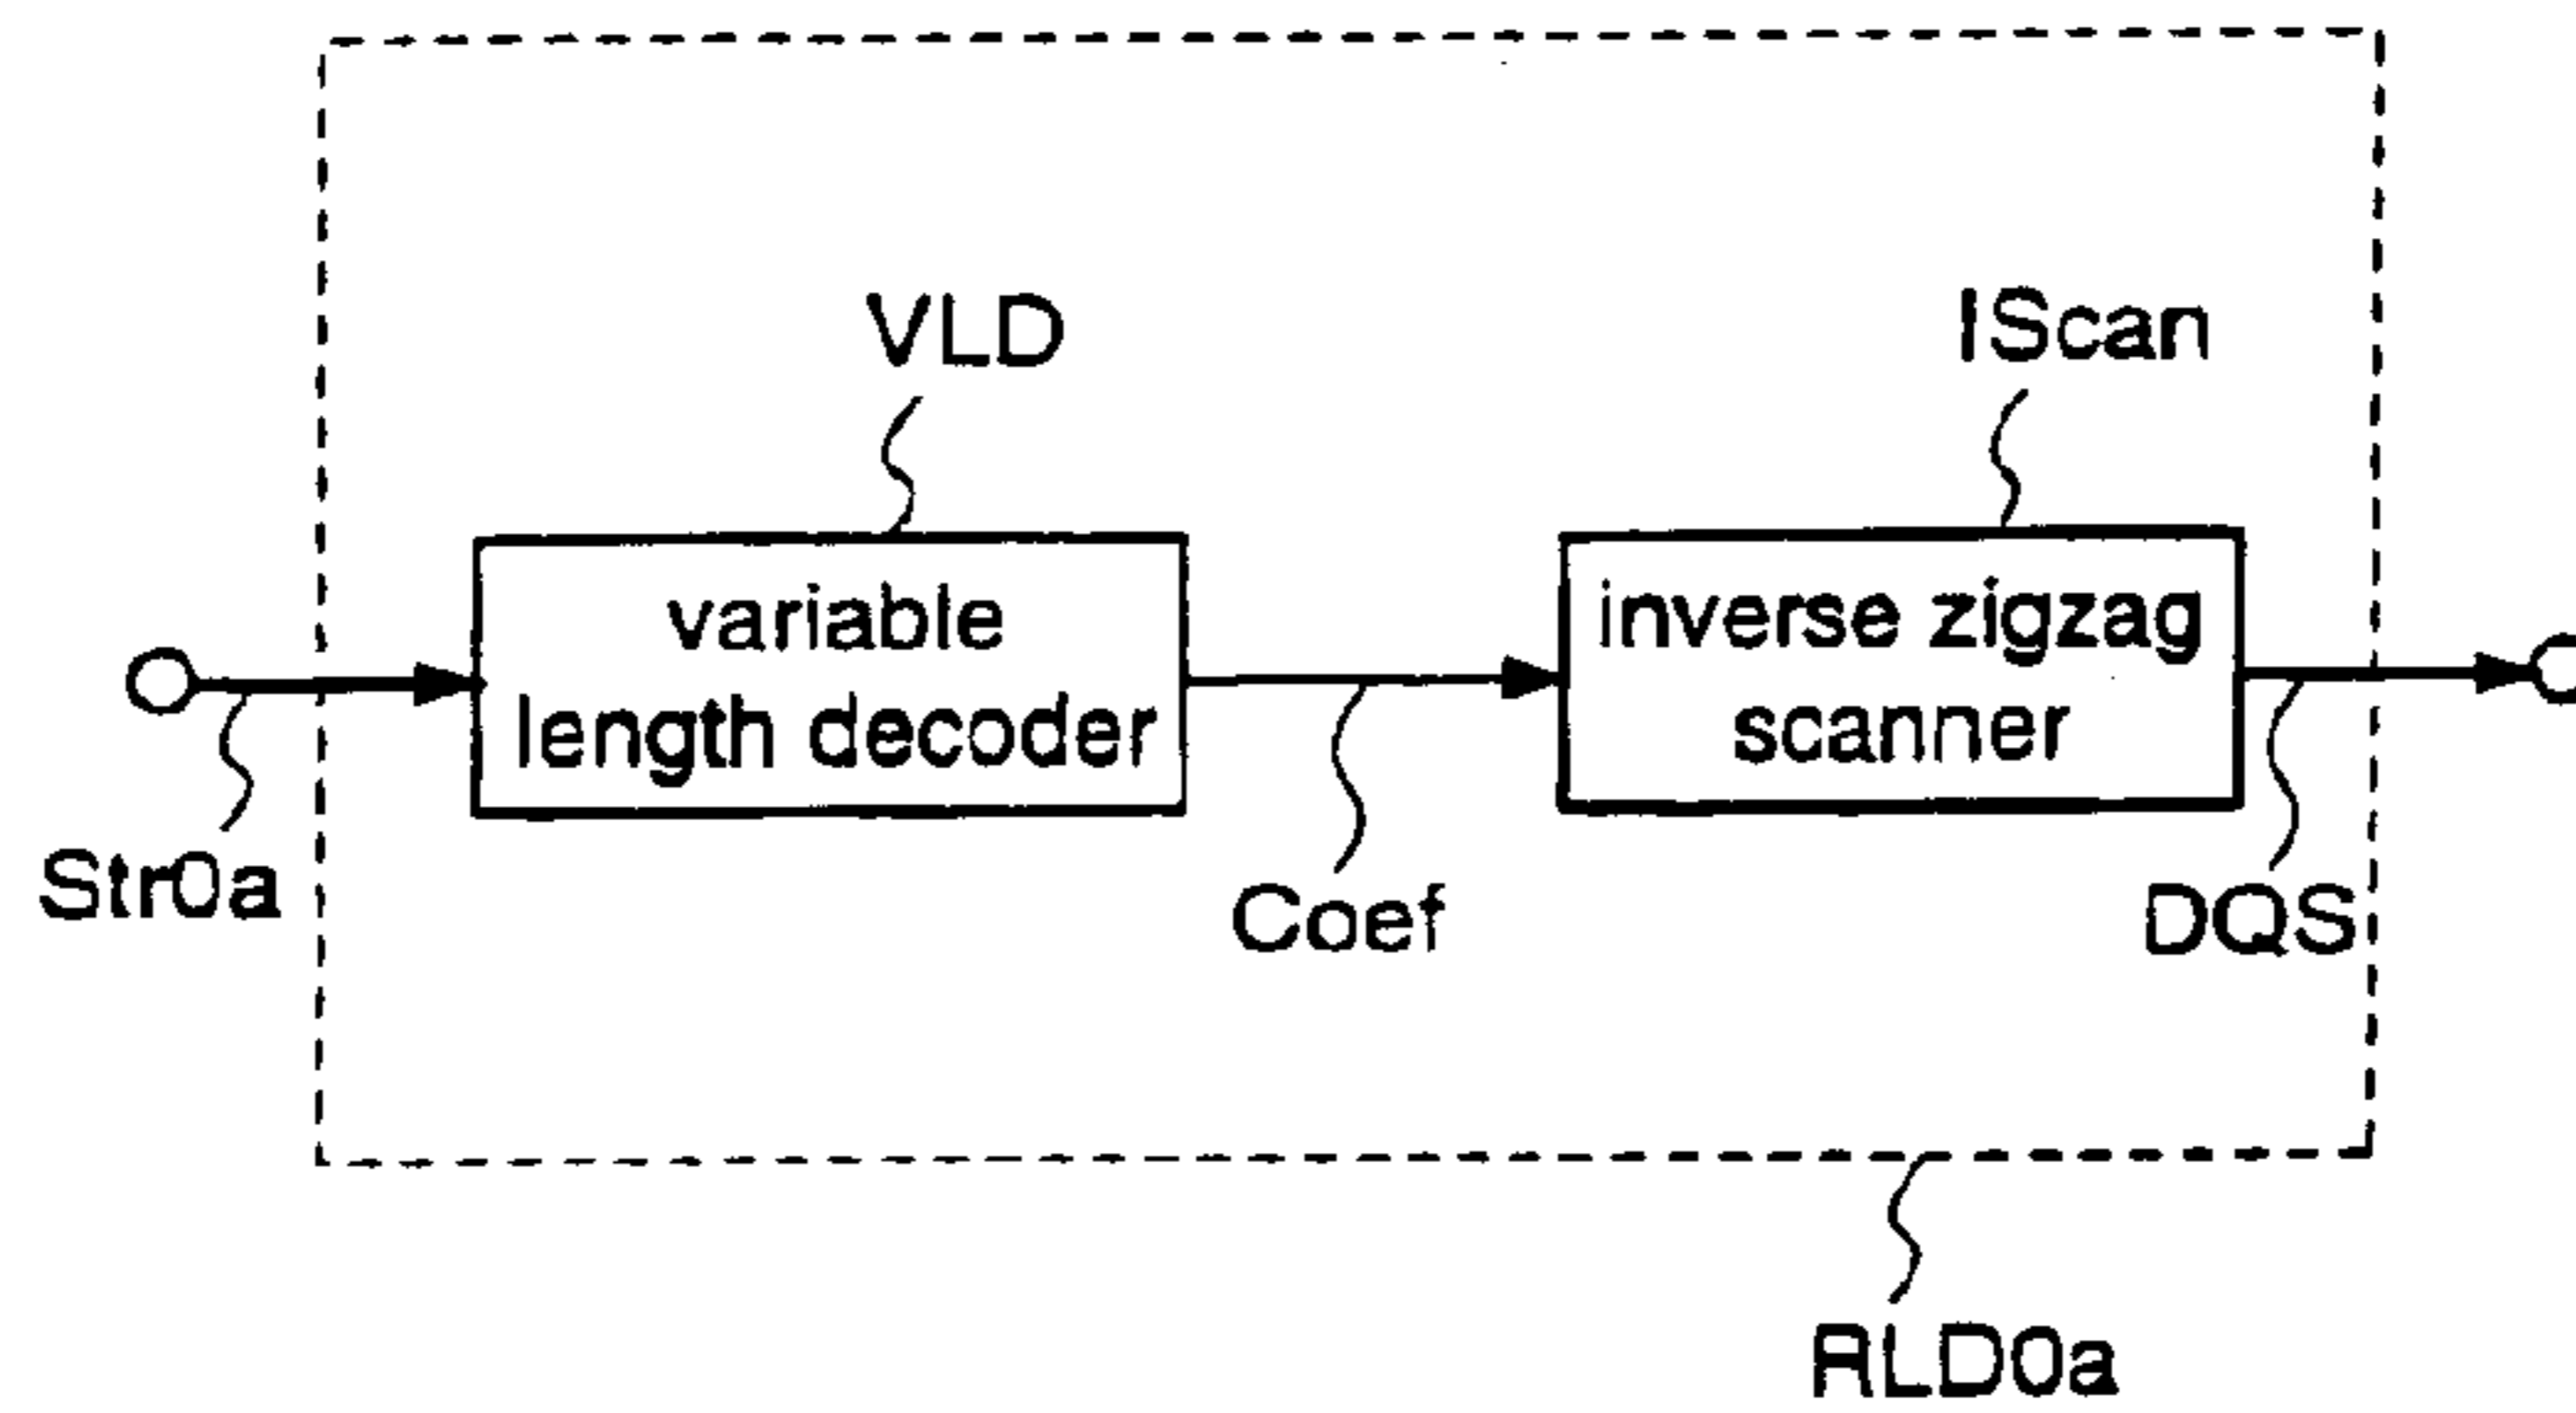 VLD
IScan
variable
length decoder
inverse zigzag
scanner
Str0a
Coef
DQS
RLD0a